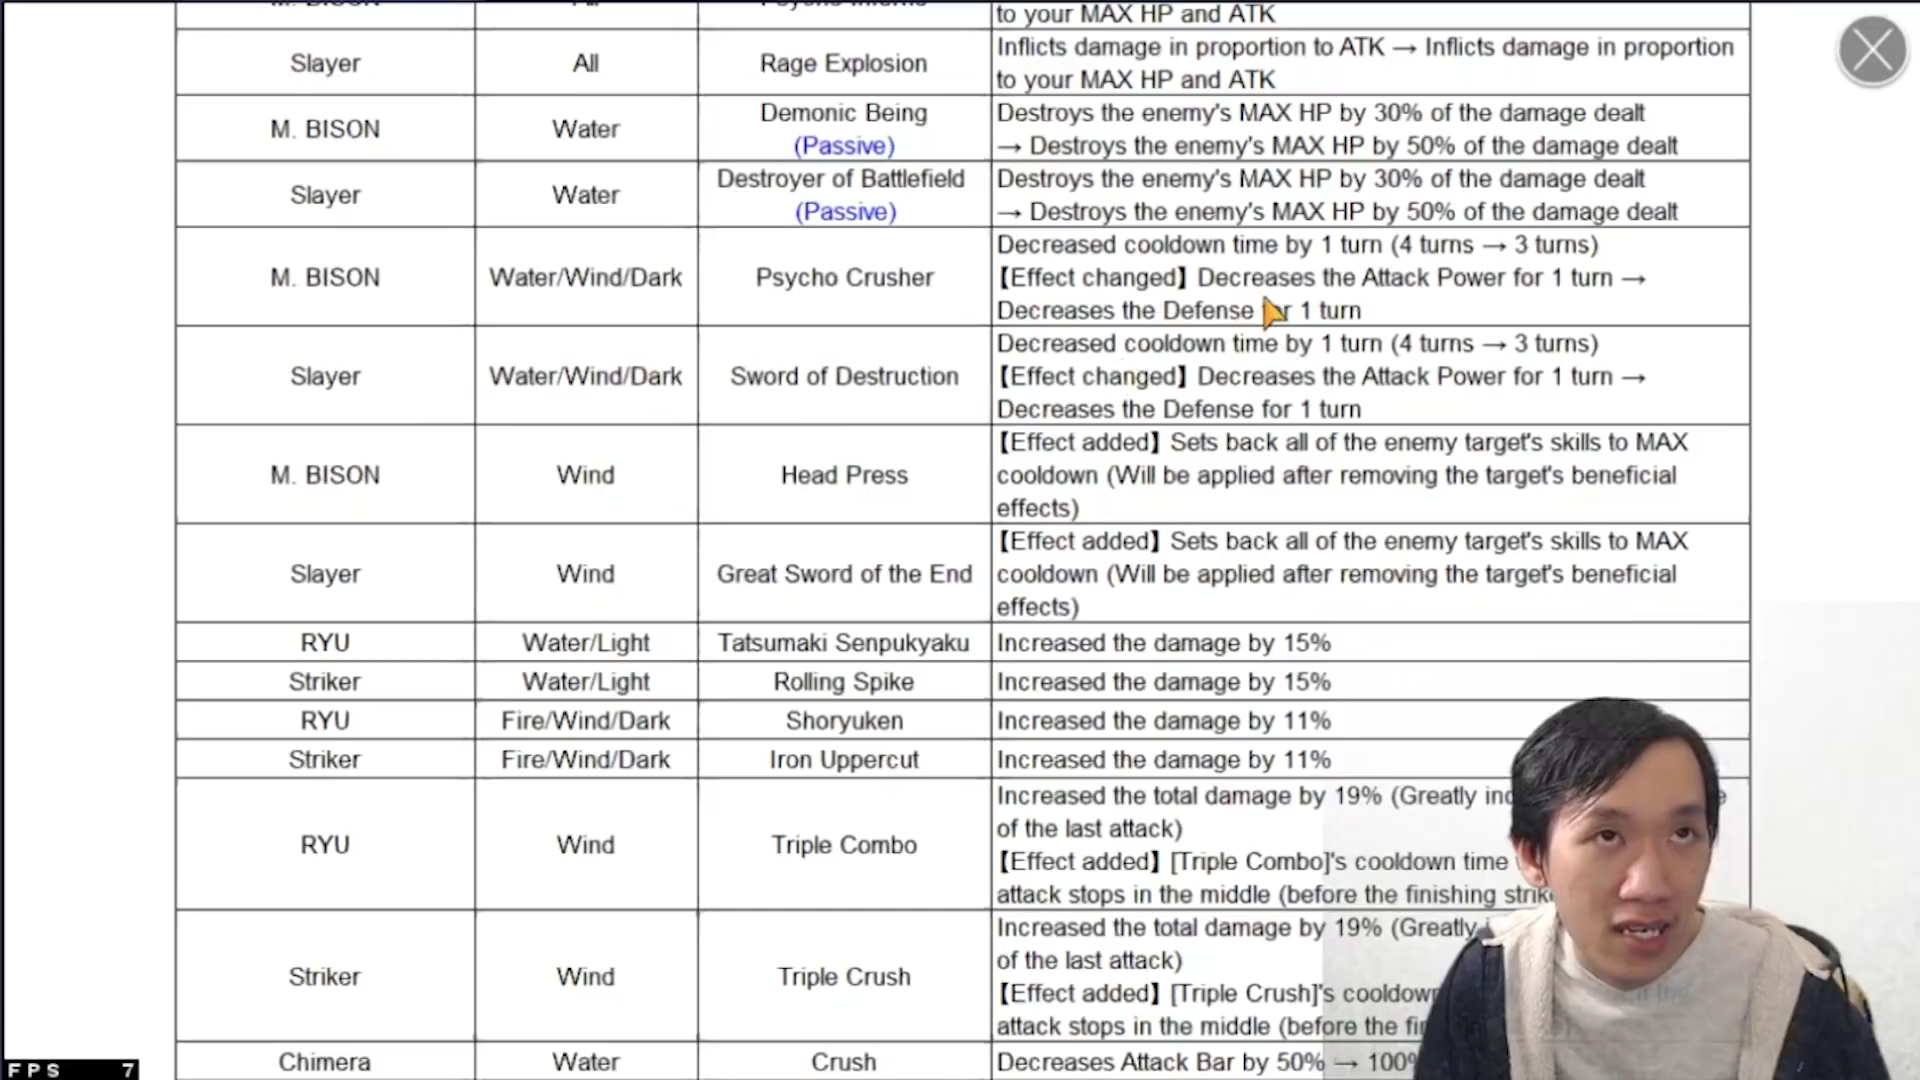 to your MAX HP and ATK
Slayer All Rage Explosion Inflicts damage in proportion to ATK → Inflicts damage in proportion
to your MAX HP and ATK
M. BISON Water Demonic Being
(Passive) Destroys the enemy's MAX HP by 30% of the damage dealt
→ Destroys the enemy's MAX HP by 50% of the damage dealt
Slayer Water Destroyer of Battlefield
(Passive) Destroys the enemy's MAX HP by 30% of the damage dealt
→ Destroys the enemy's MAX HP by 50% of the damage dealt
M. BISON Water/Wind/Dark Psycho Crusher Decreased cooldown time by 1 turn (4 turns → 3 turns)
【Effect changed】Decreases the Attack Power for 1 turn →
Decreases the Defense for 1 turn
Slayer Water/Wind/Dark Sword of Destruction Decreased cooldown time by 1 turn (4 turns → 3 turns)
【Effect changed】Decreases the Attack Power for 1 turn →
Decreases the Defense for 1 turn
M. BISON Wind Head Press 【Effect added】Sets back all of the enemy target's skills to MAX
cooldown (Will be applied after removing the target's beneficial
effects)
Slayer Wind Great Sword of the End 【Effect added】Sets back all of the enemy target's skills to MAX
cooldown (Will be applied after removing the target's beneficial
effects)
RYU Water/Light Tatsumaki Senpukyaku Increased the damage by 15%
Striker Water/Light Rolling Spike Increased the damage by 15%
RYU Fire/Wind/Dark Shoryuken Increased the damage by 11%
Striker Fire/Wind/Dark Iron Uppercut Increased the damage by 11%
RYU Wind Triple Combo Increased the total damage by 19% (Greatly
of the last attack)
【Effect added】[Triple Combo]'s cooldown time
attack stops in the middle (before the finishing
Striker Wind Triple Crush Increased the total damage by 19% (Greatly
of the last attack)
【Effect added】[Triple Crush]'s
attack stops in the middle (before the
Chimera Water Crush Decreases Attack Bar by 50% → 100%
FPS 7